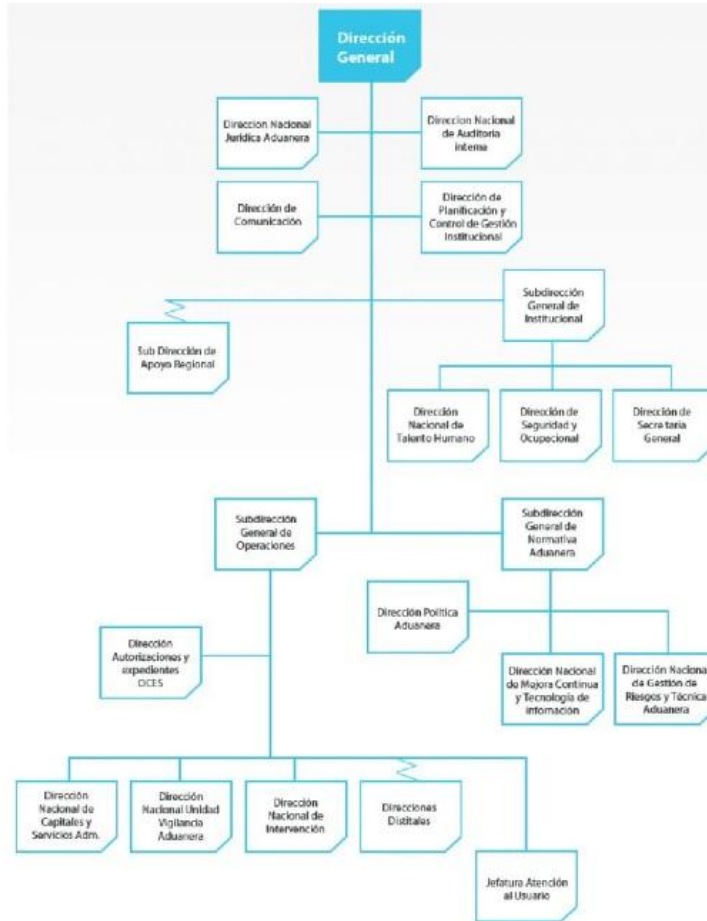 Dirección
General
Direccion Nacional
Jurídica Aduanera
Direccion Nacional
de Auditoria
interna
Dirección de
Comunicación
Dirección de
Planificación y
Control de Gestión
Institucional
Subdirección
General de
Institucional
Sub Dirección de
Apoyo Regional
Dirección
Nacional de
Talento Humano
Dirección de
Seguridad y
Ocupacional
Dirección de
Secretaria
General
Subdirección
General de
Operaciones
Subdirección
General de
Normativa
Aduanera
Dirección Política
Aduanera
Dirección
Autorizaciones y
expedientes
OCES
Dirección Nacional
de Mejora Continua
y Tecnología de
Infomación
Dirección Nacional
de Gestión de
Riesgos y Técnica
Aduanera
Dirección
Nacional de
Capitales y
Servicios Adm.
Dirección
Nacional Unidad
Vigilancia
Aduanera
Dirección
Nacional de
Intervención
Direcciones
Distitales
Jefatura Atención
al Usuario